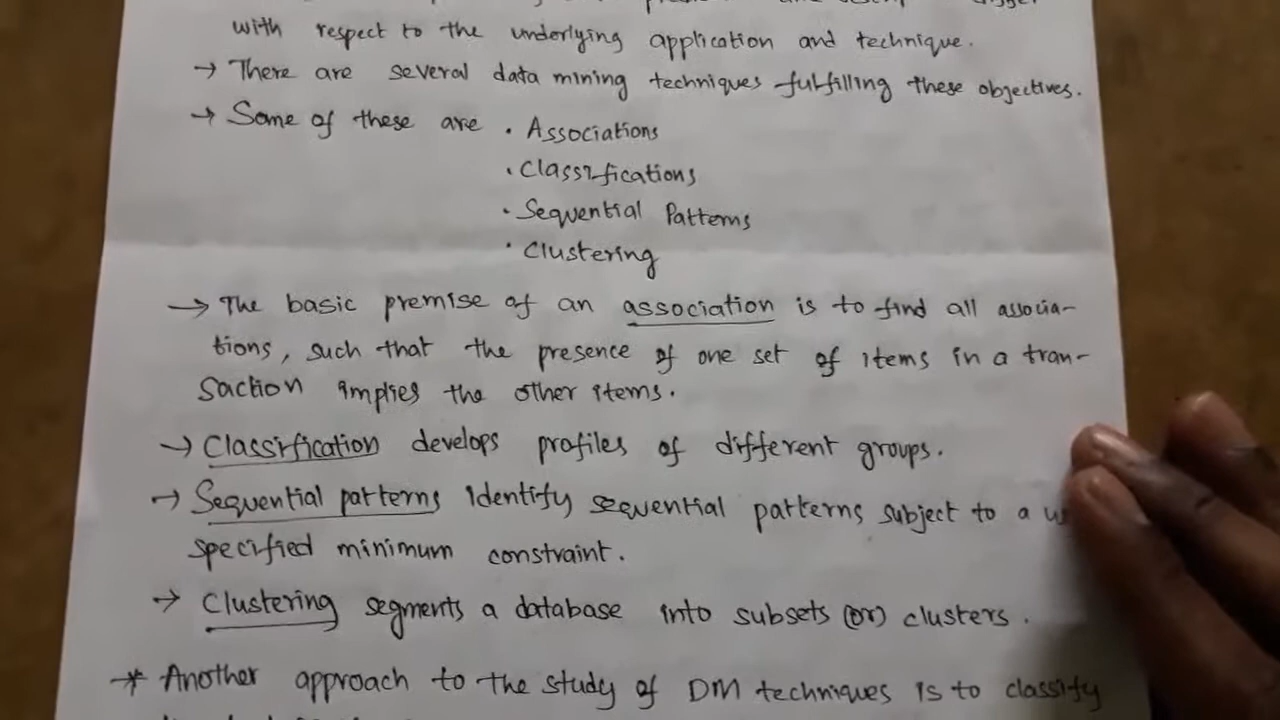 with respect to the underlying application and technique.
→ There are several data mining techniques fulfilling these objectives.
→ Some of these are • Associations
• Classifications
• Sequential Patterns
• Clustering
→ The basic premise of an association is to find all associa-
tions, such that the presence of one set of items in a tran-
saction implies the other items.
→ Classification develops profiles of different groups.
→ Sequential patterns identify sequential patterns subject to a
specified minimum constraint.
→ Clustering segments a database into subsets (or) clusters.
* Another approach to the study of DM techniques is to classify